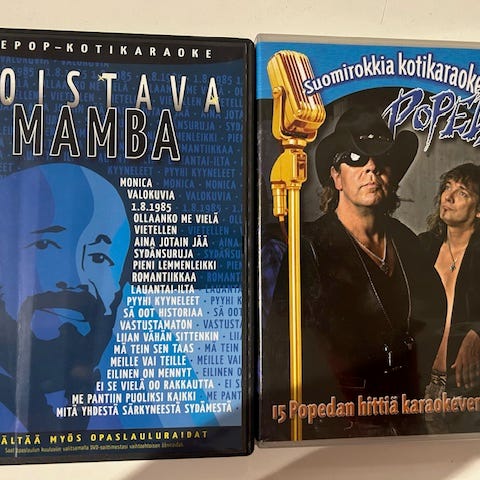 EPOP-KOTIKARAOKE
OISTAVA
MAMBA
MONICA
VALOKUVIA
1.8.1985
OLLAANKO ME VIELÄ
VIETELLEN
AINA JOTAIN JÄÄ
SYDÄNSURUJA
PIENI LEMMENLEIKKI
ROMANTIIKKAA
LAUANTAI-ILTA
PYYHI KYYNELEET
SÄ OOT HISTORIAA
VASTUSTAMATON
LIIAN VÄHÄN SITTENKIN
MÄ TEIN SEN TAAS
MEILLE VAI TEILLE
EILINEN ON MENNYT
EI SE VIELÄ OO RAKKAUTTA
ME PANTIIN PUOLIKSI KAIKKI
MITÄ YHDESTÄ SÄRKYNEESTÄ SYDÄMESTÄ
ÄLTÄÄ MYÖS OPASLAULURAIDAT
Suomirokkia kotikaraoke
POPEDA
15 Popedan hittiä karaokever